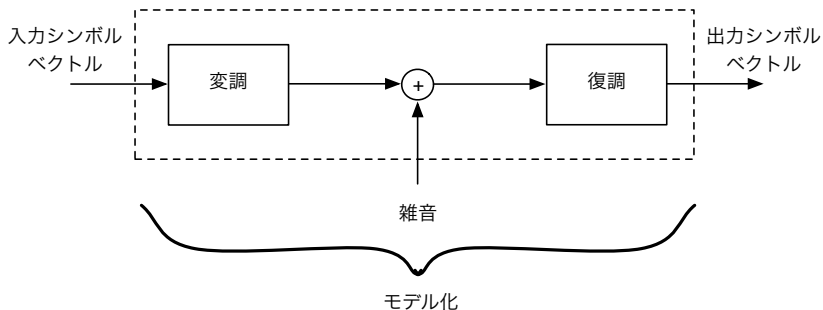 入力シンボル
ベクトル
変調
+
復調
出力シンボル
ベクトル
雑音
モデル化